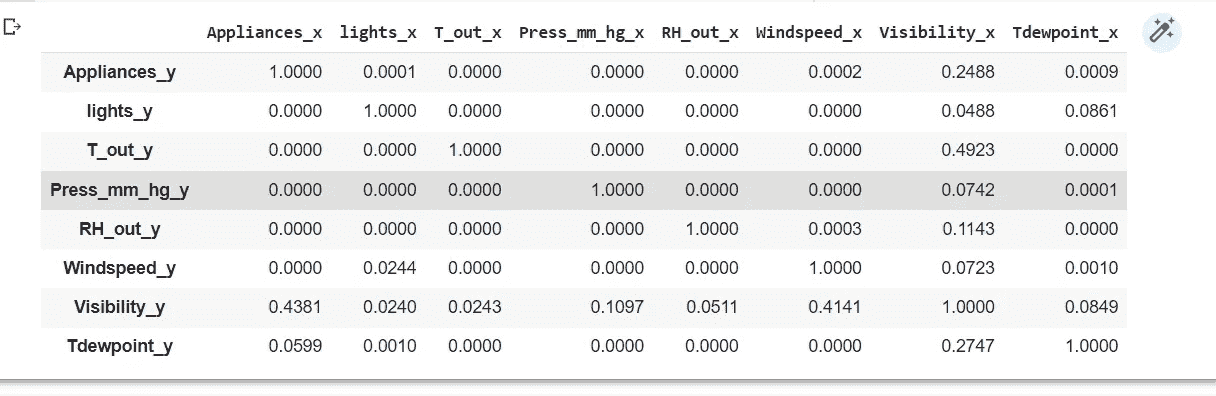 Appliances_x lights_x T_out_x Press_mm_hg_x RH_out_x Windspeed_x Visibility_x Tdewpoint_x
Appliances_y 1.0000 0.0001 0.0000 0.0000 0.0000 0.0002 0.2488 0.0009
lights_y 0.0000 1.0000 0.0000 0.0000 0.0000 0.0000 0.0488 0.0861
T_out_y 0.0000 0.0000 1.0000 0.0000 0.0000 0.0000 0.4923 0.0000
Press_mm_hg_y 0.0000 0.0000 0.0000 1.0000 0.0000 0.0000 0.0742 0.0001
RH_out_y 0.0000 0.0000 0.0000 0.0000 1.0000 0.0003 0.1143 0.0000
Windspeed_y 0.0000 0.0244 0.0000 0.0000 0.0000 1.0000 0.0723 0.0010
Visibility_y 0.4381 0.0240 0.0243 0.1097 0.0511 0.4141 1.0000 0.0849
Tdewpoint_y 0.0599 0.0010 0.0000 0.0000 0.0000 0.0000 0.2747 1.0000